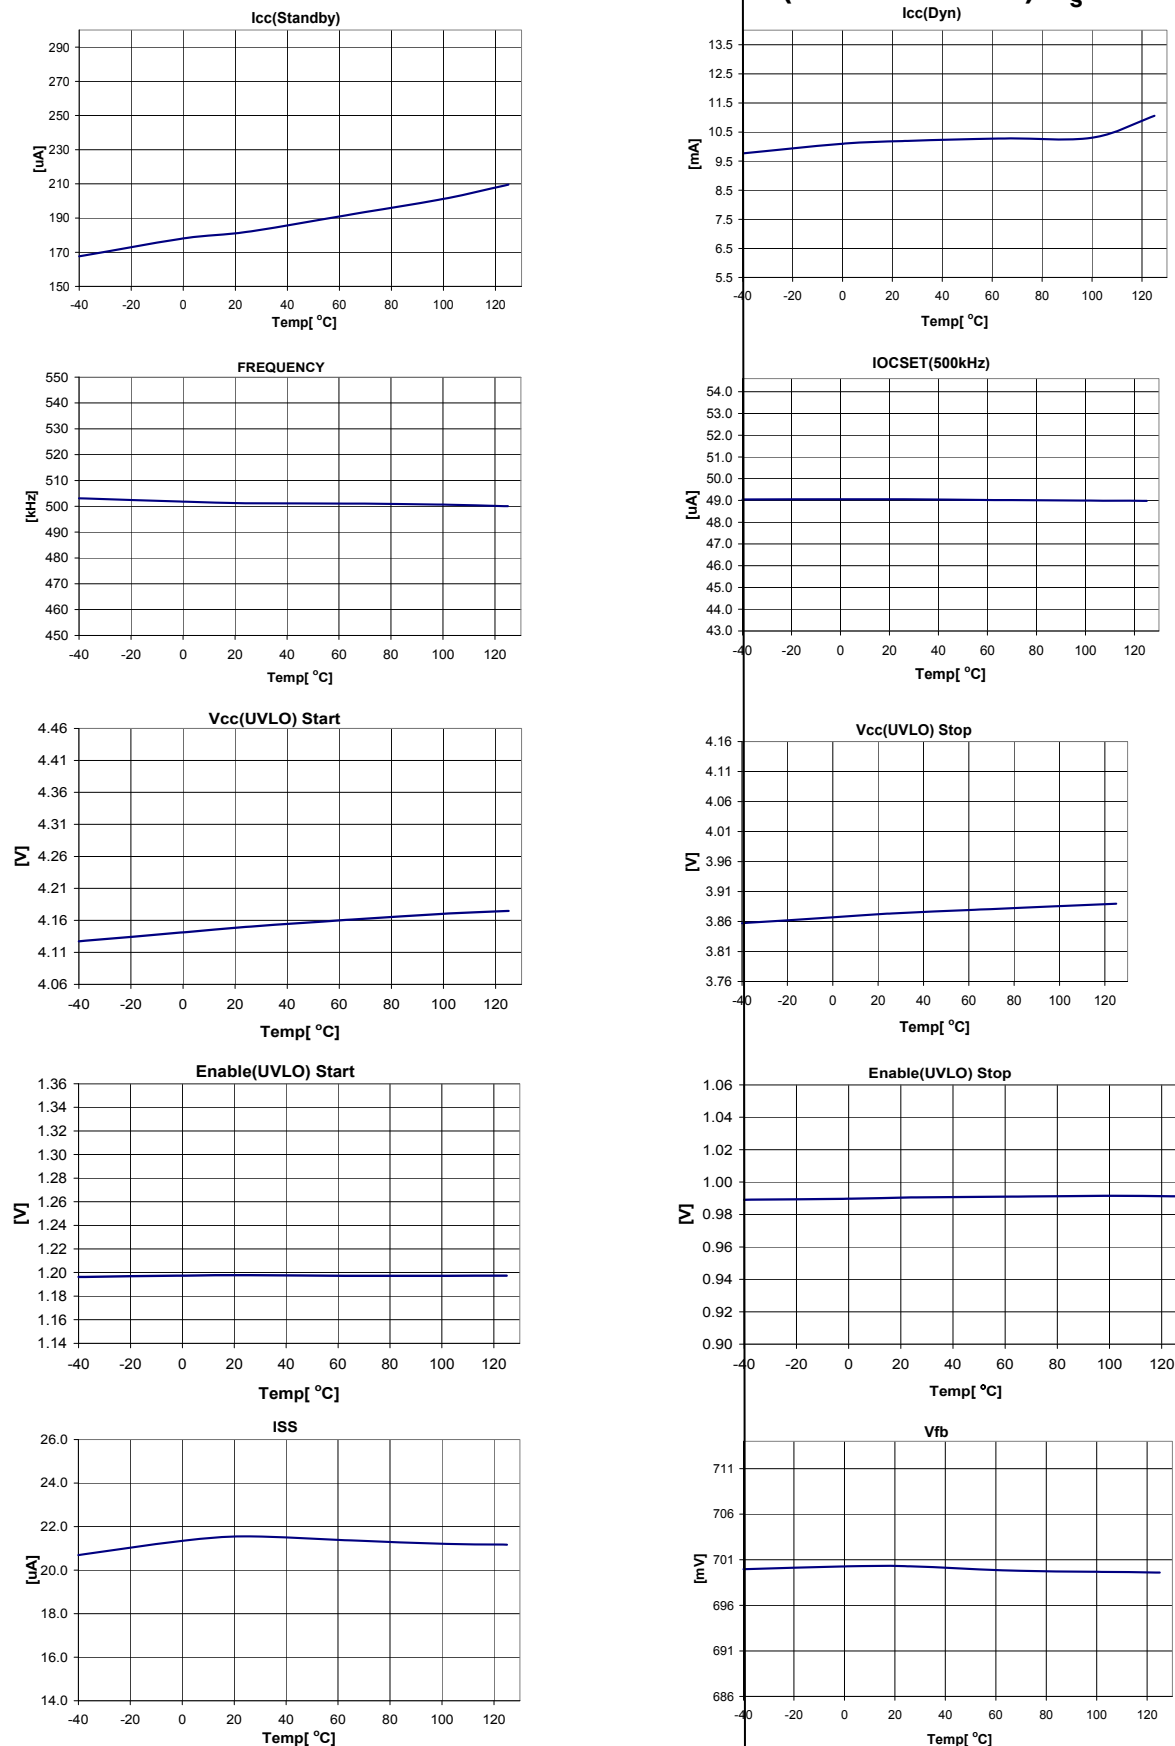 Icc(Standby)
290
270
250
230
210
190
170
150
[uA]
-40 -20 0 20 40 60 80 100 120
Temp[ °C]
Icc(Dyn)
13.5
12.5
11.5
10.5
9.5
8.5
7.5
6.5
5.5
[mA]
-40 -20 0 20 40 60 80 100 120
Temp[ °C]
FREQUENCY
550
540
530
520
510
500
490
480
470
460
450
[kHz]
-40 -20 0 20 40 60 80 100 120
Temp[ °C]
IOCSET(500kHz)
54.0
53.0
52.0
51.0
50.0
49.0
48.0
47.0
46.0
45.0
44.0
43.0
[uA]
-40 -20 0 20 40 60 80 100 120
Temp[ °C]
Vcc(UVLO) Start
4.46
4.41
4.36
4.31
4.26
4.21
4.16
4.11
4.06
[V]
-40 -20 0 20 40 60 80 100 120
Temp[ °C]
Vcc(UVLO) Stop
4.16
4.11
4.06
4.01
3.96
3.91
3.86
3.81
3.76
[V]
-40 -20 0 20 40 60 80 100 120
Temp[ °C]
Enable(UVLO) Start
1.36
1.34
1.32
1.30
1.28
1.26
1.24
1.22
1.20
1.18
1.16
1.14
[V]
-40 -20 0 20 40 60 80 100 120
Temp[ °C]
Enable(UVLO) Stop
1.06
1.04
1.02
1.00
0.98
0.96
0.94
0.92
0.90
[V]
-40 -20 0 20 40 60 80 100 120
Temp[ °C]
ISS
26.0
24.0
22.0
20.0
18.0
16.0
14.0
[uA]
-40 -20 0 20 40 60 80 100 120
Temp[ °C]
Vfb
711
706
701
696
691
686
[mV]
-40 -20 0 20 40 60 80 100 120
Temp[ °C]